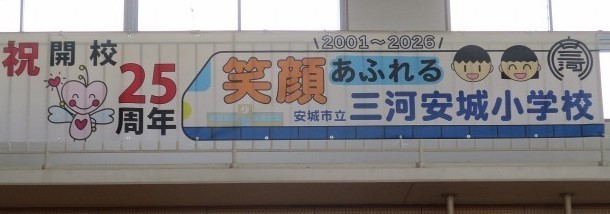 祝開校
25
周年
2001～2026
笑顔あふれる
安城市立三河安城小学校